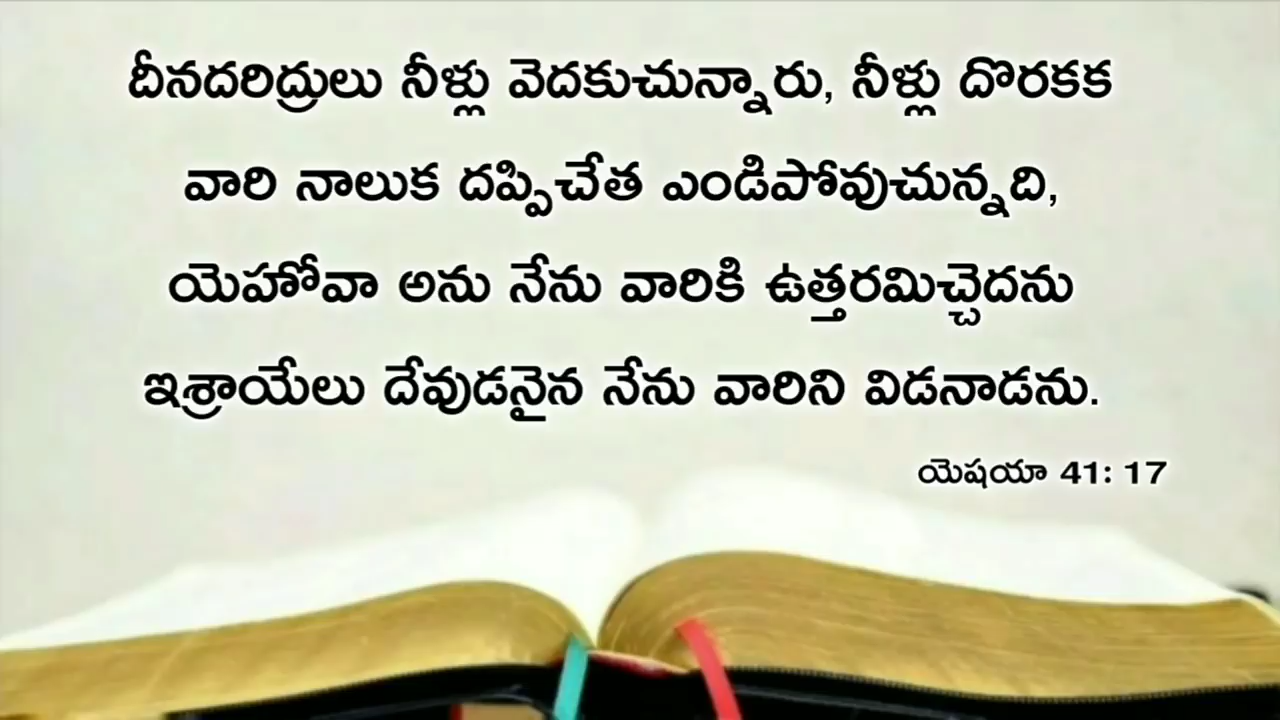 దీనదరిద్రులు నీళ్లు వెదకుచున్నారు, నీళ్లు దొరకక
వారి నాలుక దప్పిచేత ఎండిపోవుచున్నది,
యెహోవా అను నేను వారికి ఉత్తరమిచ్చెదను
ఇశ్రాయేలు దేవుడనైన నేను వారిని విడనాడను.
యెషయా 41: 17